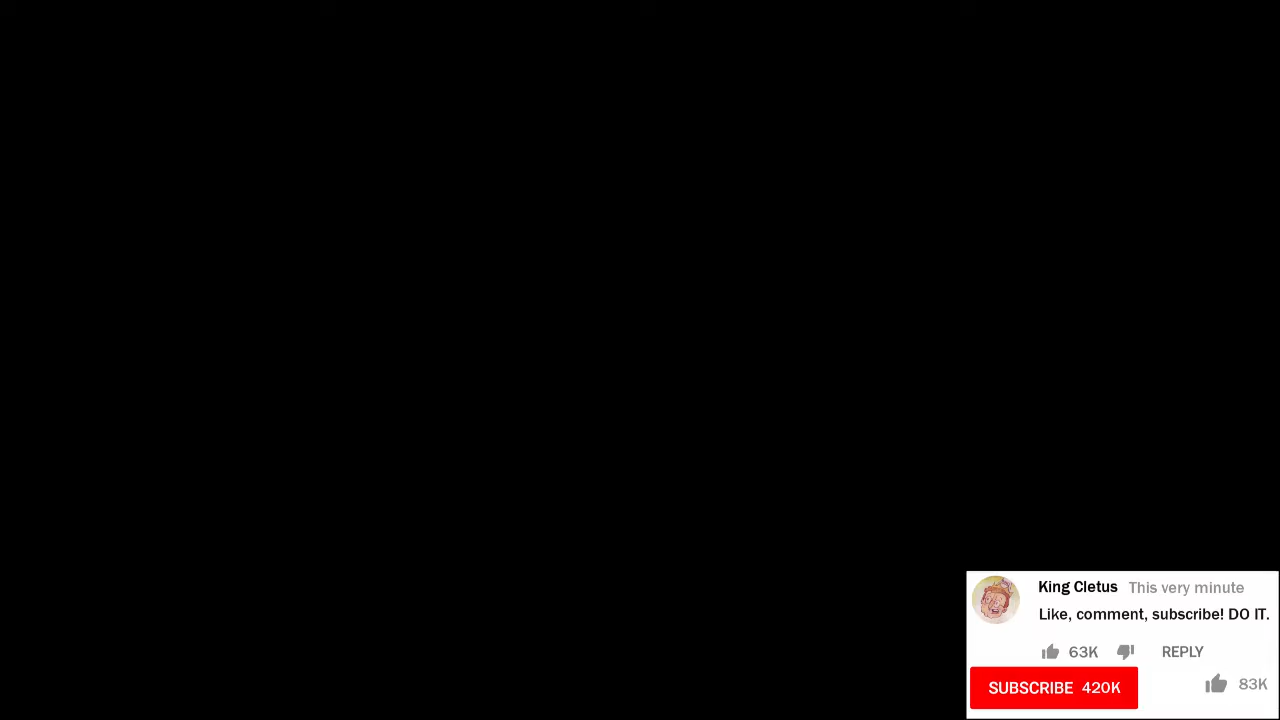 King Cletus This very minute
Like, comment, subscribe! DO IT.
63K REPLY
SUBSCRIBE 420K 83K